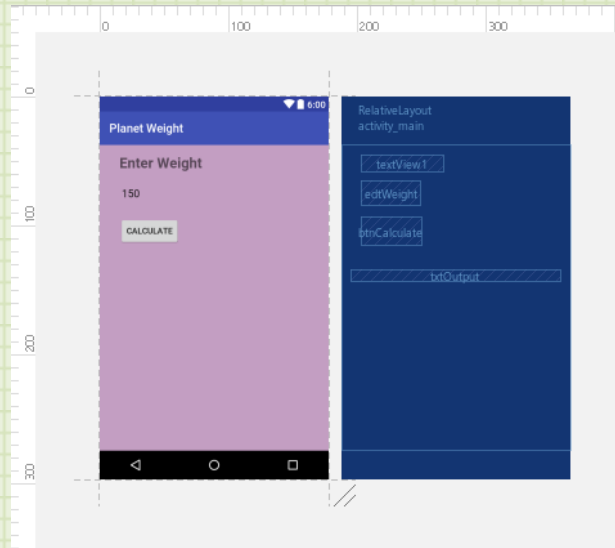 0 100 200 300
0
100
200
300
6:00
Planet Weight
Enter Weight
150
CALCULATE
RelativeLayout
activity_main
textView1
edtWeight
btnCalculate
txtOutput